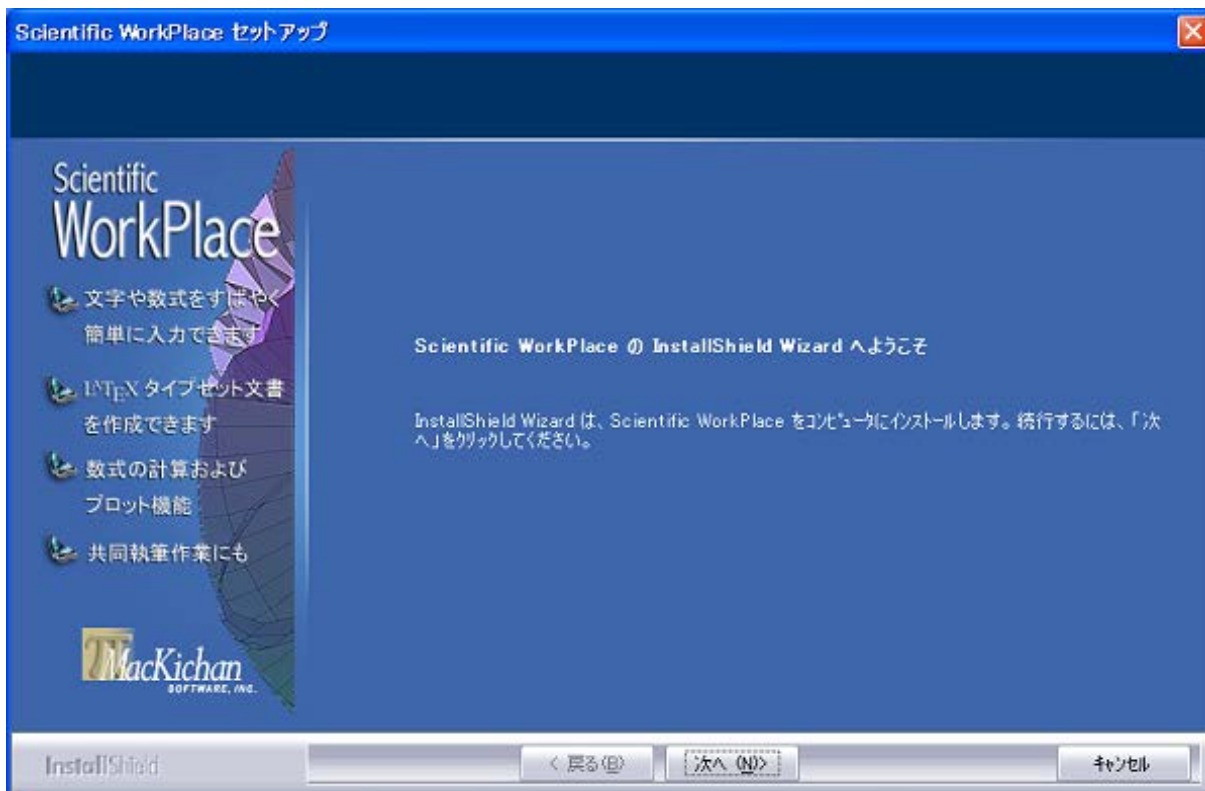 Scientific WorkPlace セットアップ
Scientific
WorkPlace
文字や数式をすばやく
簡単に入力できます
LATEX タイプセット文書
を作成できます
数式の計算および
プロット機能
共同執筆作業にも
MacKichan
SOFTWARE, INC.
Scientific WorkPlace の InstallShield Wizard へようこそ
InstallShield Wizard は、Scientific WorkPlace をコンピュータにインストールします。続行するには、「次
へ」をクリックしてください。
InstallShield
< 戻る(B)
次へ (N)>
キャンセル